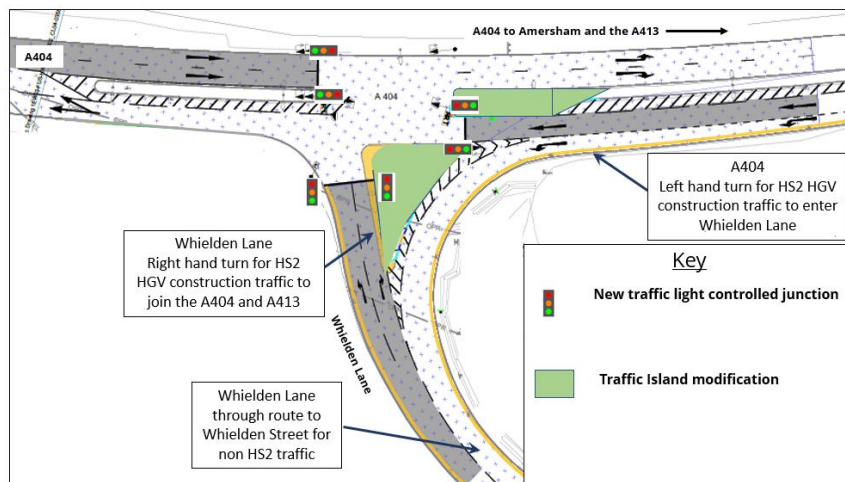 A404 to Amersham and the A413
A404
A 404
A404
Left hand turn for HS2 HGV
construction traffic to enter
Whielden Lane
Whielden Lane
Right hand turn for HS2
HGV construction traffic to
join the A404 and A413
Whielden Lane
Whielden Lane
through route to
Whielden Street for
non HS2 traffic
Key
New traffic light controlled junction
Traffic Island modification